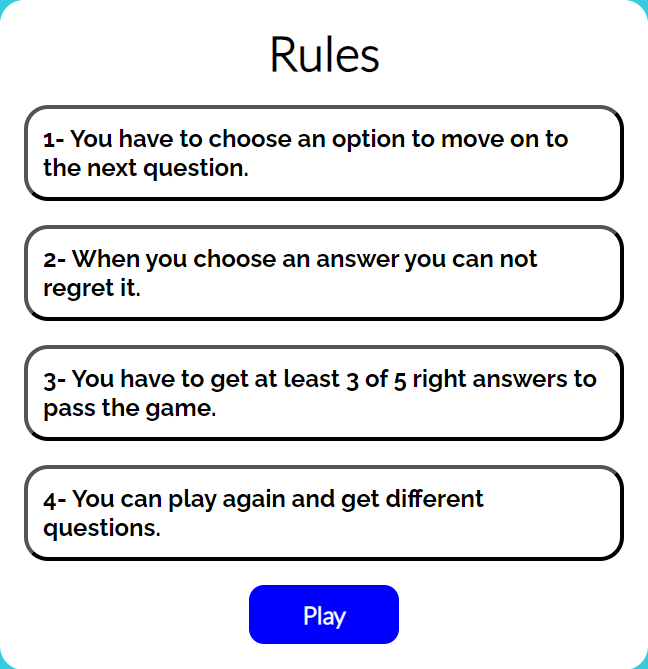 Rules
1- You have to choose an option to move on to
the next question.
2- When you choose an answer you can not
regret it.
3- You have to get at least 3 of 5 right answers to
pass the game.
4- You can play again and get different
questions.
Play